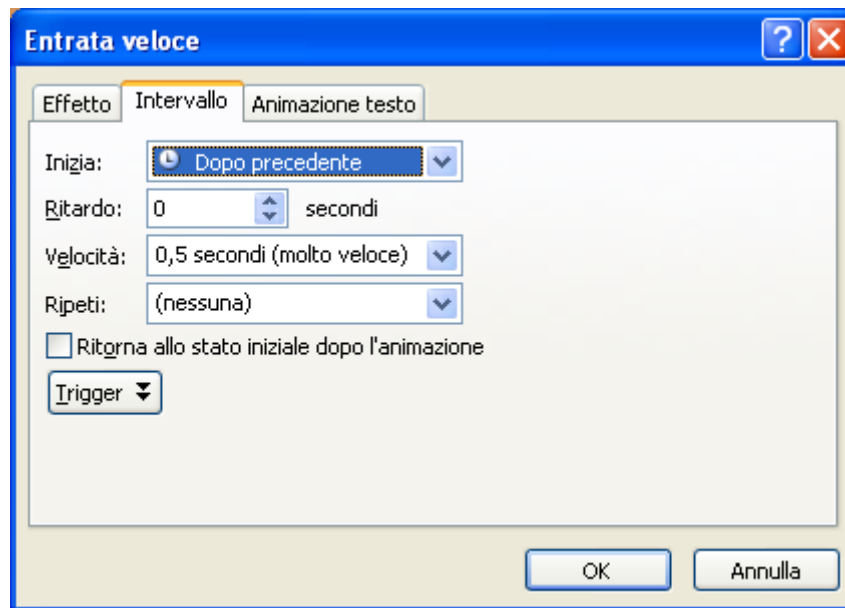 Entrata veloce
Effetto Intervallo Animazione testo
Inizia: Dopo precedente
Ritardo: 0 secondi
Velocità: 0,5 secondi (molto veloce)
Ripeti: (nessuna)
Ritorna allo stato iniziale dopo l'animazione
Trigger
OK Annulla